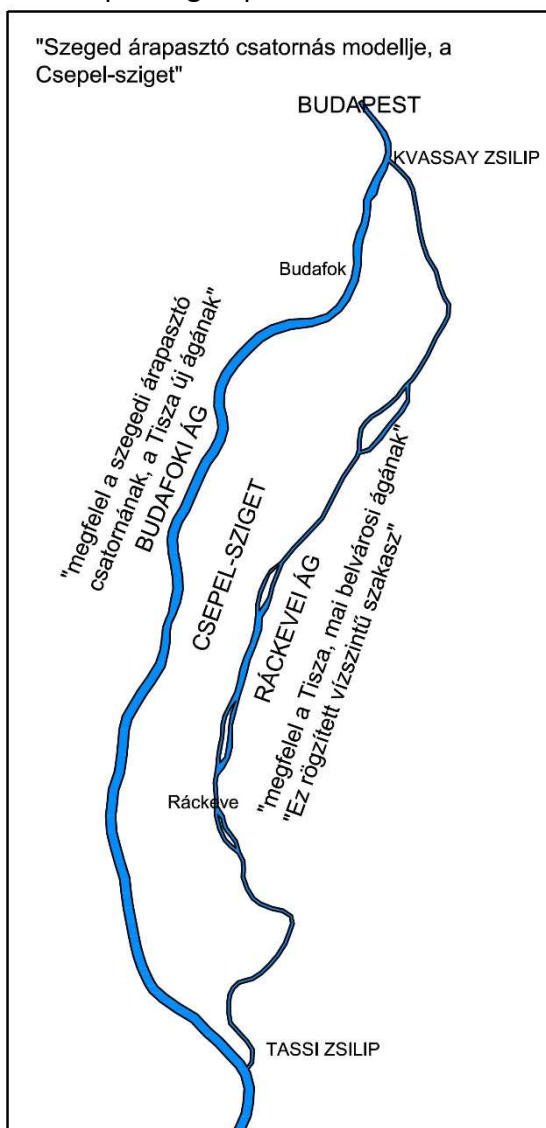 "Szeged árapasztó csatornás modellje, a
Csepel-sziget"
BUDAPEST
KVASSAY ZSILIP
Budafok
"megfelel a szegedi árapasztó
csatornának, a Tisza új ágának"
BUDAFOKI ÁG
CSEPEL-SZIGET
RÁCKEVEI ÁG
"megfelel a Tisza, mai belvárosi ágának"
"Ez rögzített vízszintű szakasz"
Ráckeve
TASSI ZSILIP